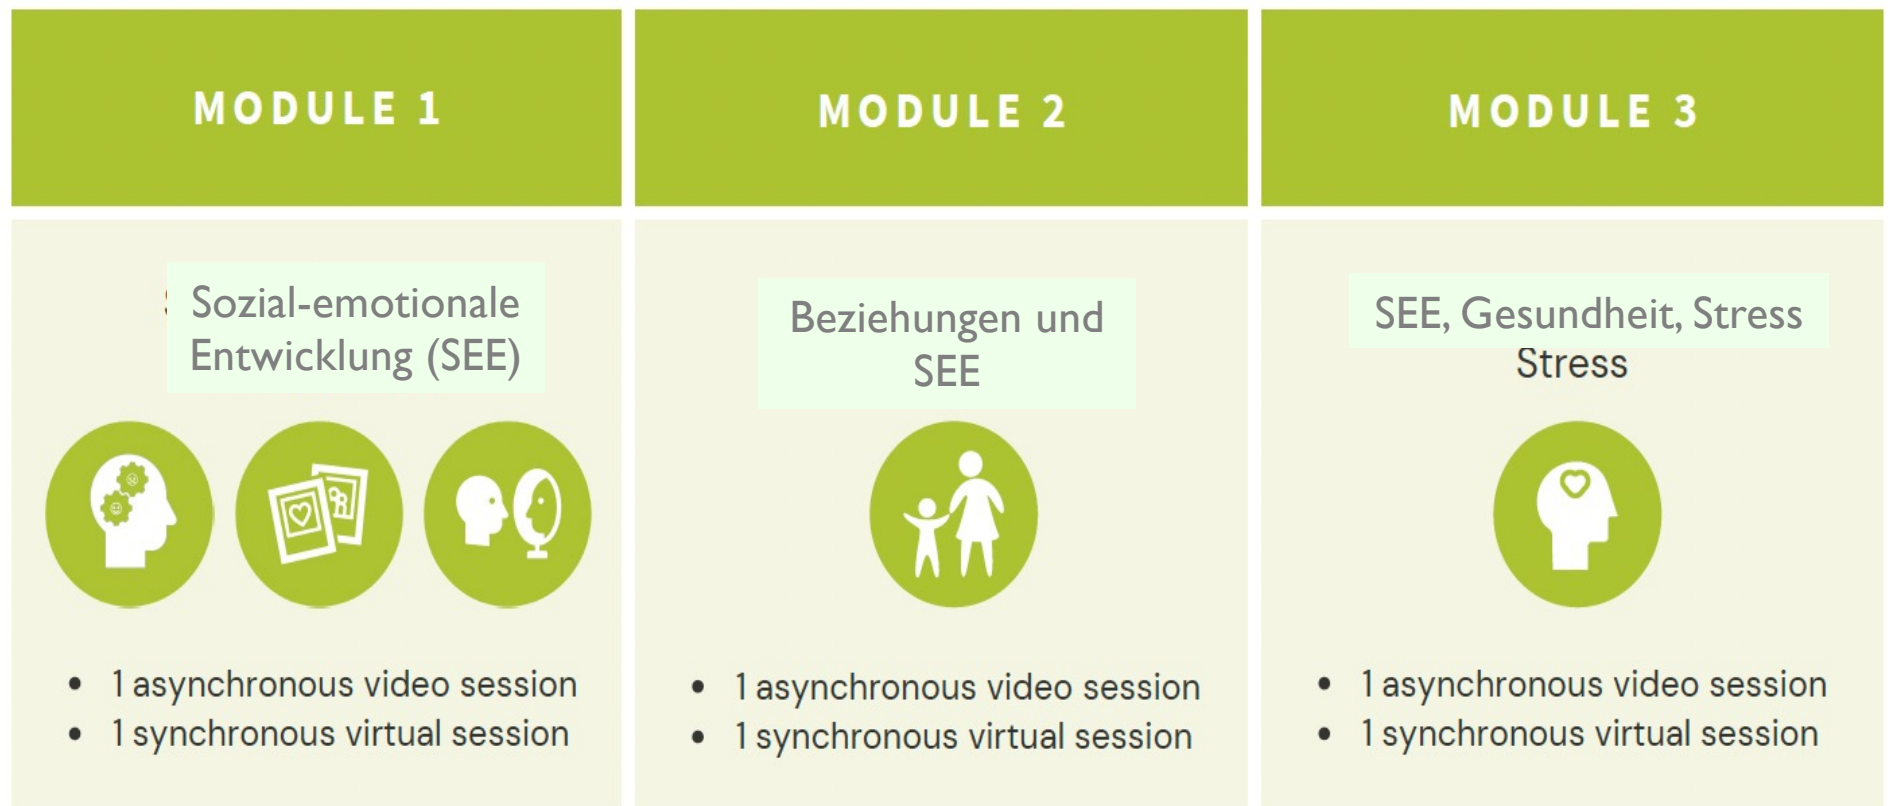 MODULE 1
Sozial-emotionale
Entwicklung (SEE)
• 1 asynchronous video session
• 1 synchronous virtual session
MODULE 2
Beziehungen und
SEE
• 1 asynchronous video session
• 1 synchronous virtual session
MODULE 3
SEE, Gesundheit, Stress
Stress
• 1 asynchronous video session
• 1 synchronous virtual session